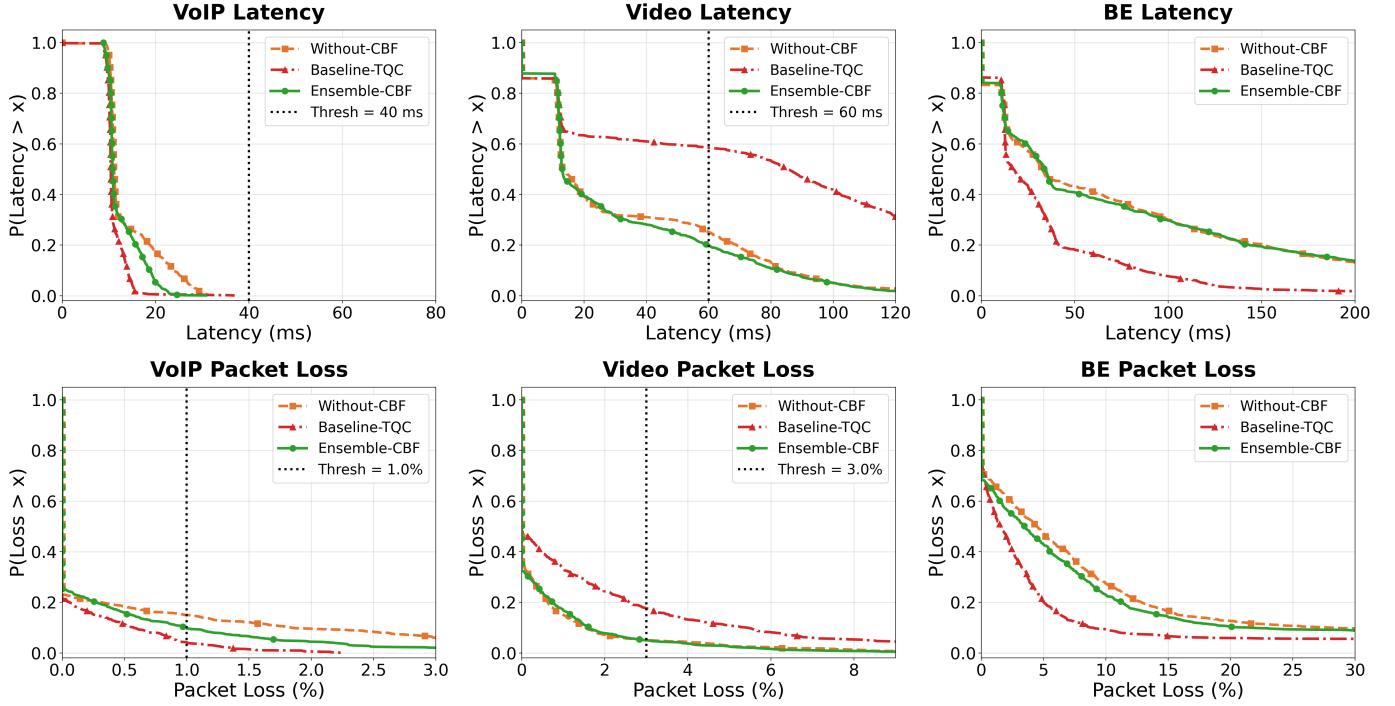 VoIP Latency
P(Latency > x)
1.0
0.8
0.6
0.4
0.2
0.0
0 20 40 60 80
Latency (ms)
Without-CBF
Baseline-TQC
Ensemble-CBF
Thresh = 40 ms
Video Latency
P(Latency > x)
1.0
0.8
0.6
0.4
0.2
0.0
0 20 40 60 80 100 120
Latency (ms)
Without-CBF
Baseline-TQC
Ensemble-CBF
Thresh = 60 ms
BE Latency
P(Latency > x)
1.0
0.8
0.6
0.4
0.2
0.0
0 50 100 150 200
Latency (ms)
Without-CBF
Baseline-TQC
Ensemble-CBF
VoIP Packet Loss
P(Loss > x)
1.0
0.8
0.6
0.4
0.2
0.0
0.0 0.5 1.0 1.5 2.0 2.5 3.0
Packet Loss (%)
Without-CBF
Baseline-TQC
Ensemble-CBF
Thresh = 1.0%
Video Packet Loss
P(Loss > x)
1.0
0.8
0.6
0.4
0.2
0.0
0 2 4 6 8
Packet Loss (%)
Without-CBF
Baseline-TQC
Ensemble-CBF
Thresh = 3.0%
BE Packet Loss
P(Loss > x)
1.0
0.8
0.6
0.4
0.2
0.0
0 5 10 15 20 25 30
Packet Loss (%)
Without-CBF
Baseline-TQC
Ensemble-CBF